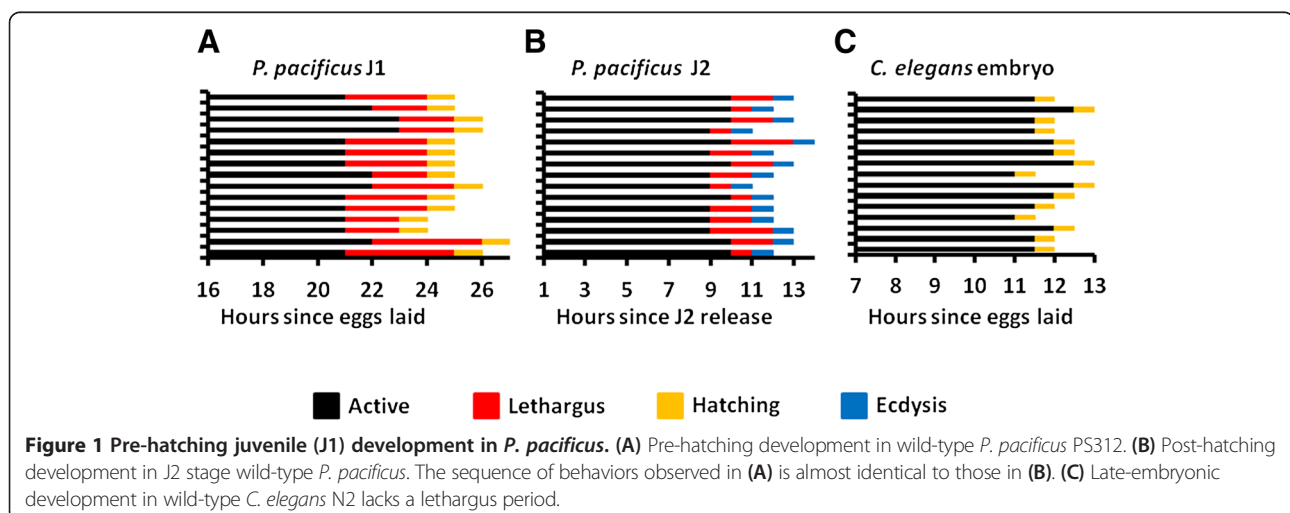 A B C
P. pacificus J1 P. pacificus J2 C. elegans embryo
16 18 20 22 24 26 1 3 5 7 9 11 13 7 8 9 10 11 12 13
Hours since eggs laid Hours since J2 release Hours since eggs laid
Active Lethargus Hatching Ecdysis
Figure 1 Pre-hatching juvenile (J1) development in P. pacificus. (A) Pre-hatching development in wild-type P. pacificus PS312. (B) Post-hatching
development in J2 stage wild-type P. pacificus. The sequence of behaviors observed in (A) is almost identical to those in (B). (C) Late-embryonic
development in wild-type C. elegans N2 lacks a lethargus period.